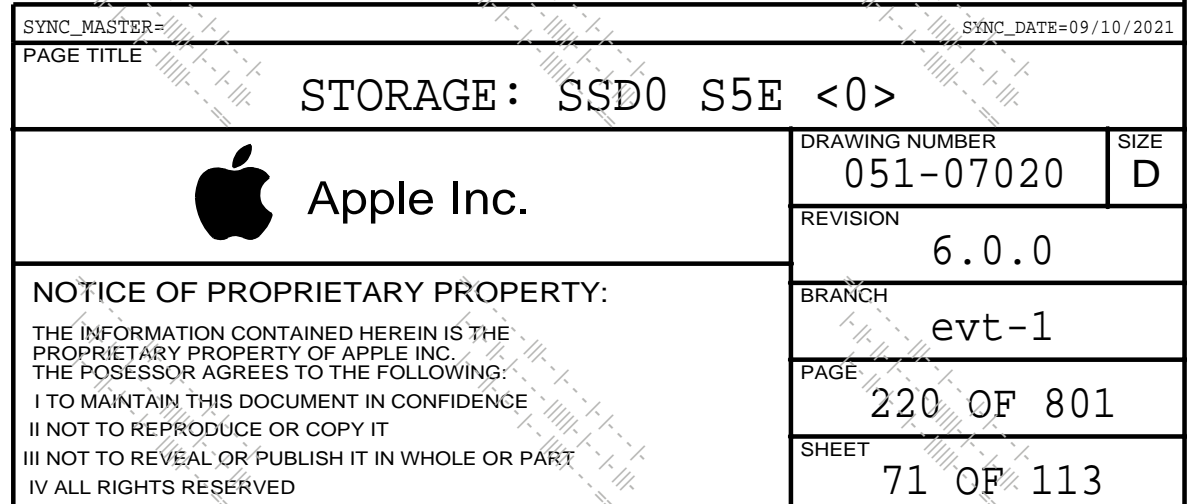 SYNC_MASTER=
SYNC_DATE=09/10/2021
PAGE TITLE
STORAGE: SSD0 S5E <0>
Apple Inc.
DRAWING NUMBER
051-07020
SIZE
D
REVISION
6.0.0
NOTICE OF PROPRIETARY PROPERTY:
THE INFORMATION CONTAINED HEREIN IS THE
PROPRIETARY PROPERTY OF APPLE INC.
THE POSESSOR AGREES TO THE FOLLOWING:
I TO MAINTAIN THIS DOCUMENT IN CONFIDENCE
II NOT TO REPRODUCE OR COPY IT
III NOT TO REVEAL OR PUBLISH IT IN WHOLE OR PART
IV ALL RIGHTS RESERVED
BRANCH
evt-1
PAGE
220 OF 801
SHEET
71 OF 113